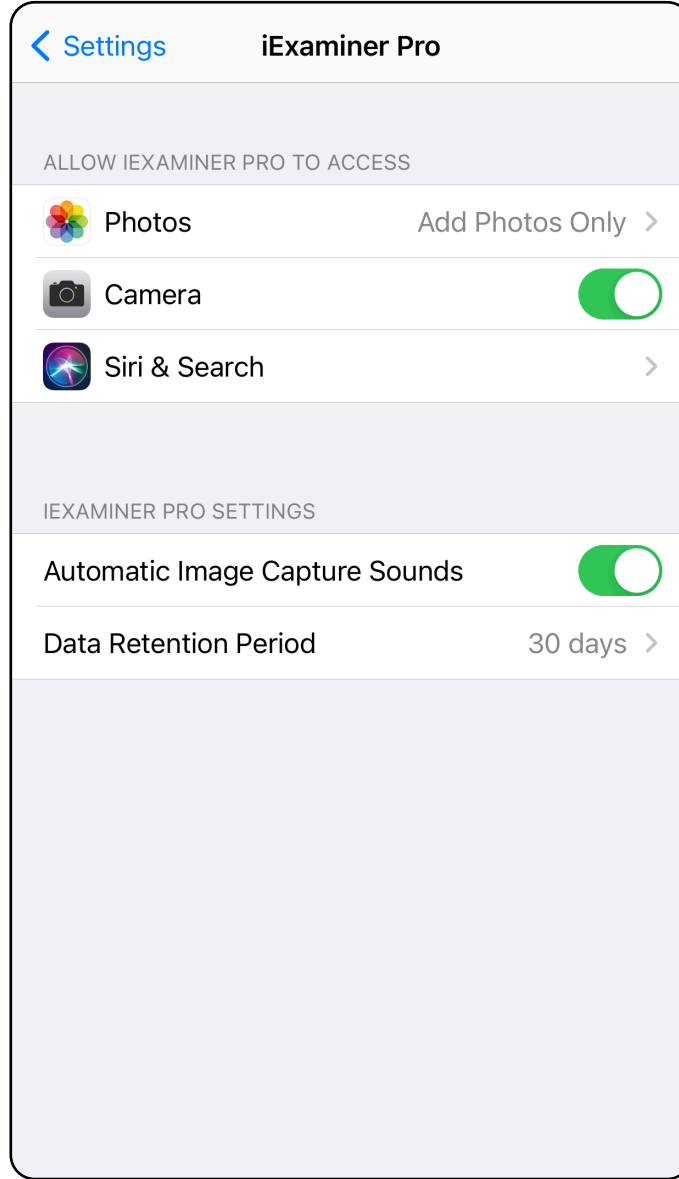 Settings iExaminer Pro
ALLOW IEXAMINER PRO TO ACCESS
Photos Add Photos Only
Camera
Siri & Search
IEXAMINER PRO SETTINGS
Automatic Image Capture Sounds
Data Retention Period 30 days